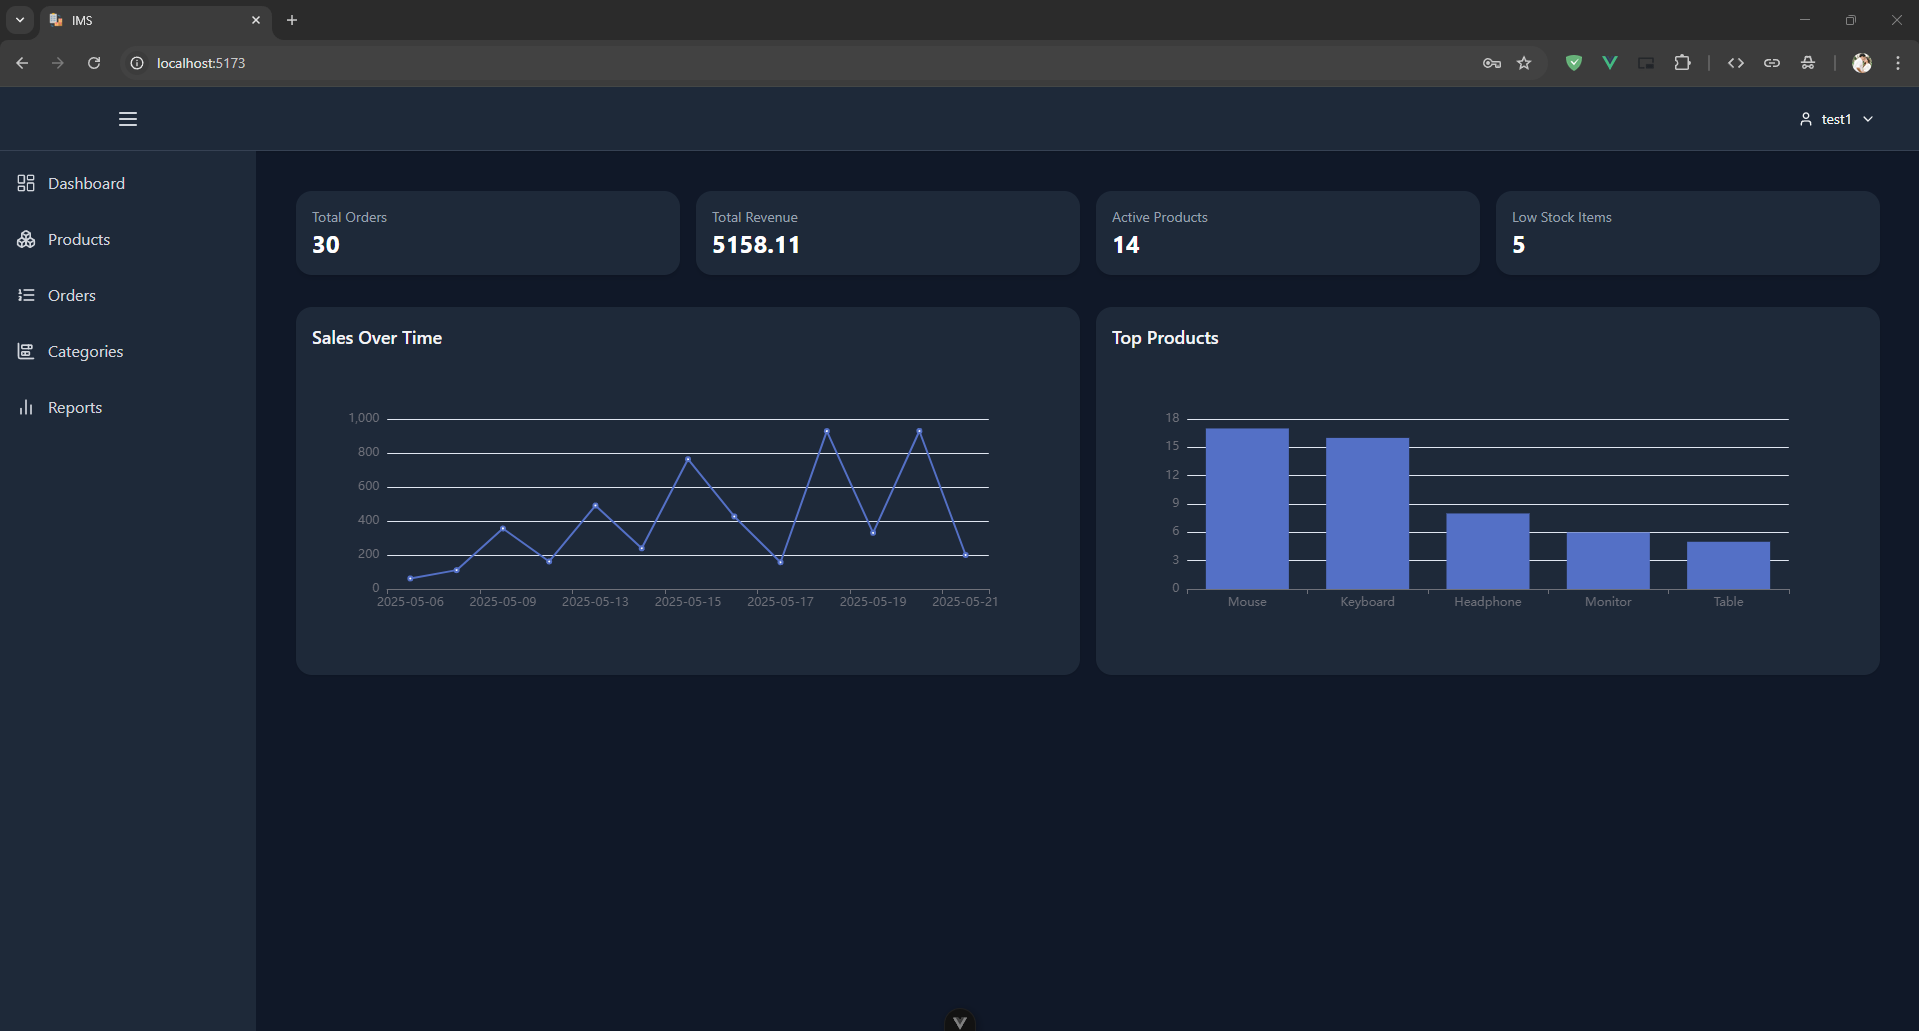 IMS
localhost:5173
test1
Dashboard
Products
Orders
Categories
Reports
Total Orders
30
Total Revenue
5158.11
Active Products
14
Low Stock Items
5
Sales Over Time
1,000
800
600
400
200
0
2025-05-06 2025-05-09 2025-05-13 2025-05-15 2025-05-17 2025-05-19 2025-05-21
Top Products
18
15
12
9
6
3
0
Mouse Keyboard Headphone Monitor Table